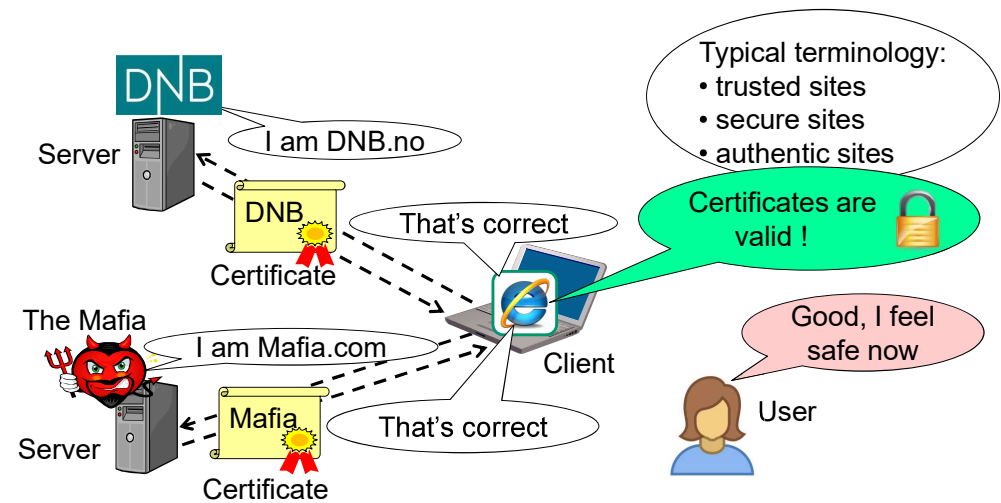 DNB
I am DNB.no
Server
DNB
Certificate
Typical terminology:
• trusted sites
• secure sites
• authentic sites
Certificates are
valid !
That’s correct
The Mafia
I am Mafia.com
Client
Good, I feel
safe now
User
Mafia
That’s correct
Server
Certificate